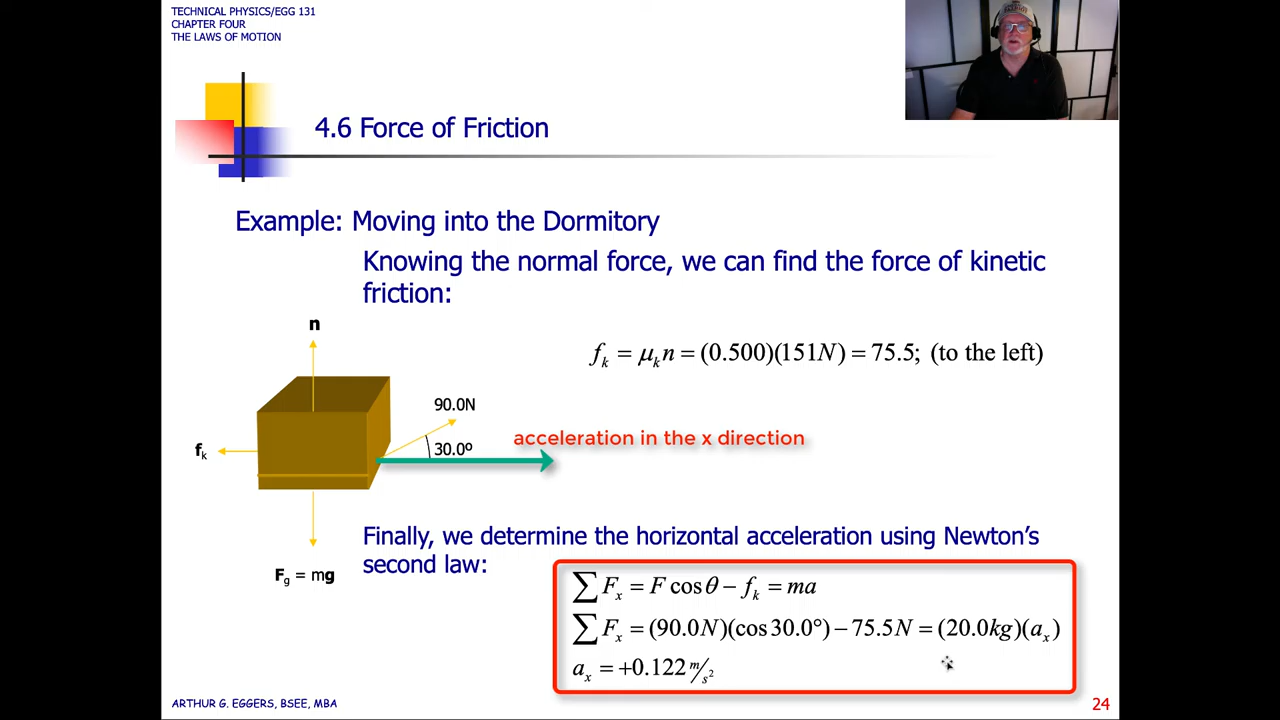 TECHNICAL PHYSICS/EGG 131
CHAPTER FOUR
THE LAWS OF MOTION
4.6 Force of Friction
Example: Moving into the Dormitory
Knowing the normal force, we can find the force of kinetic
friction:
n
f_k = μ_k n = (0.500)(151N) = 75.5; (to the left)
90.0N
acceleration in the x direction
f_k
30.0º
Finally, we determine the horizontal acceleration using Newton's
second law:
F_g = mg
∑ F_x = F cos θ − f_k = ma
∑ F_x = (90.0N)(cos 30.0°) − 75.5N = (20.0kg)(a_x)
a_x = +0.122 m/s²
ARTHUR G. EGGERS, BSEE, MBA
24